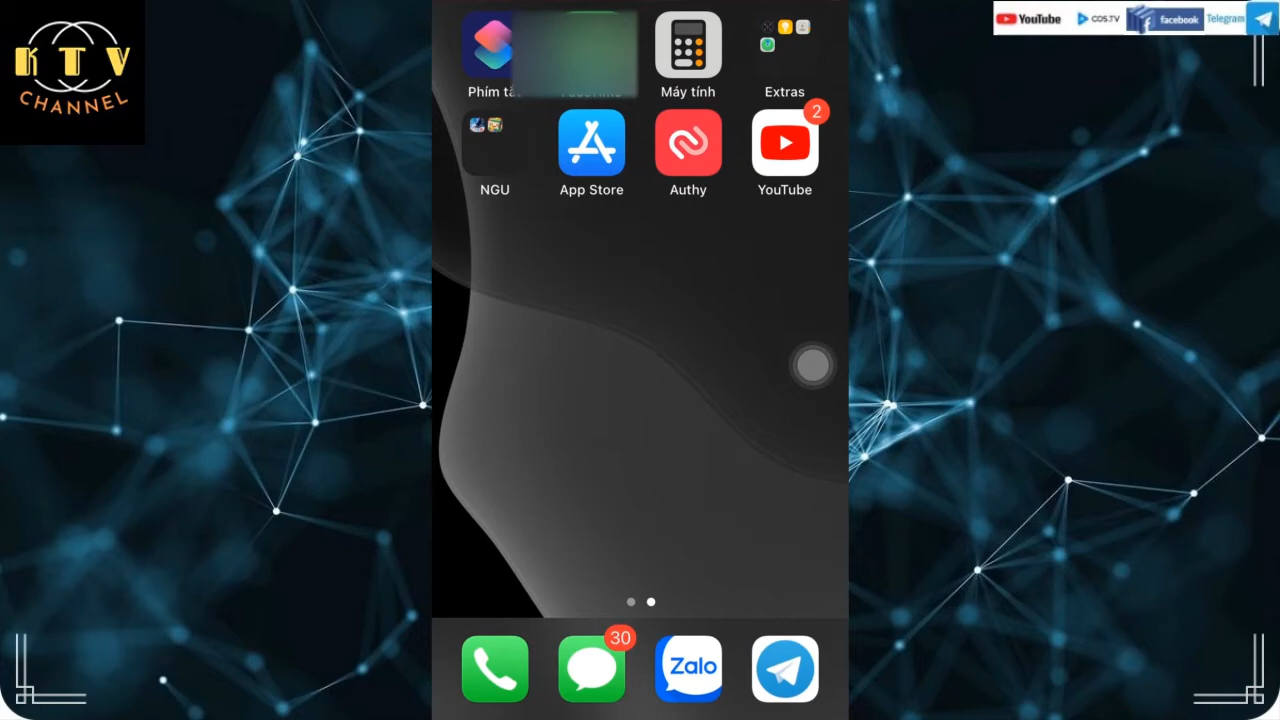 KTV
CHANNEL
YouTube COS.TV facebook Telegram
Máy tính
Extras
2
NGU
App Store
Authy
YouTube
30
Zalo